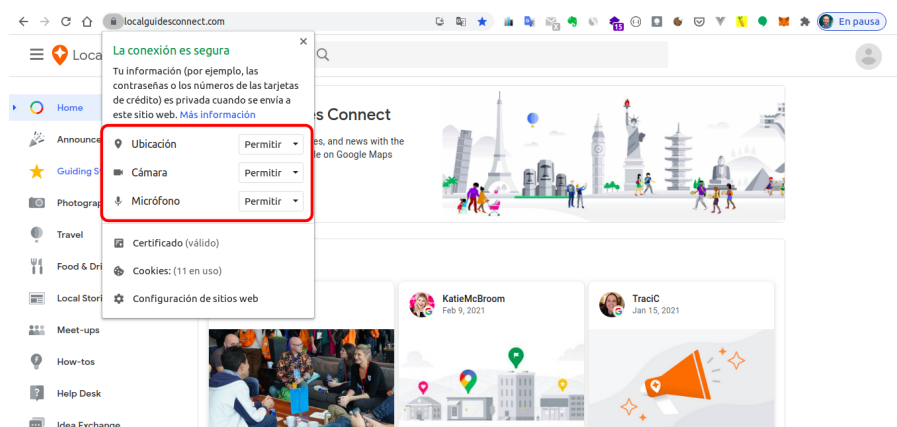 localguidesconnect.com
15
En pausa
Loca
La conexión es segura
Tu información (por ejemplo, las
contraseñas o los números de las tarjetas
de crédito) es privada cuando se envía a
este sitio web. Más información
Ubicación Permitir
Cámara Permitir
Micrófono Permitir
Certificado (válido)
Cookies: (11 en uso)
Configuración de sitios web
Home
Announce
Guiding S
Photograp
Travel
Food & Dri
Local Stori
Meet-ups
How-tos
Help Desk
Idea Exchange
s Connect
es, and news with the
le on Google Maps
KatieMcBroom
Feb 9, 2021
TraciC
Jan 15, 2021